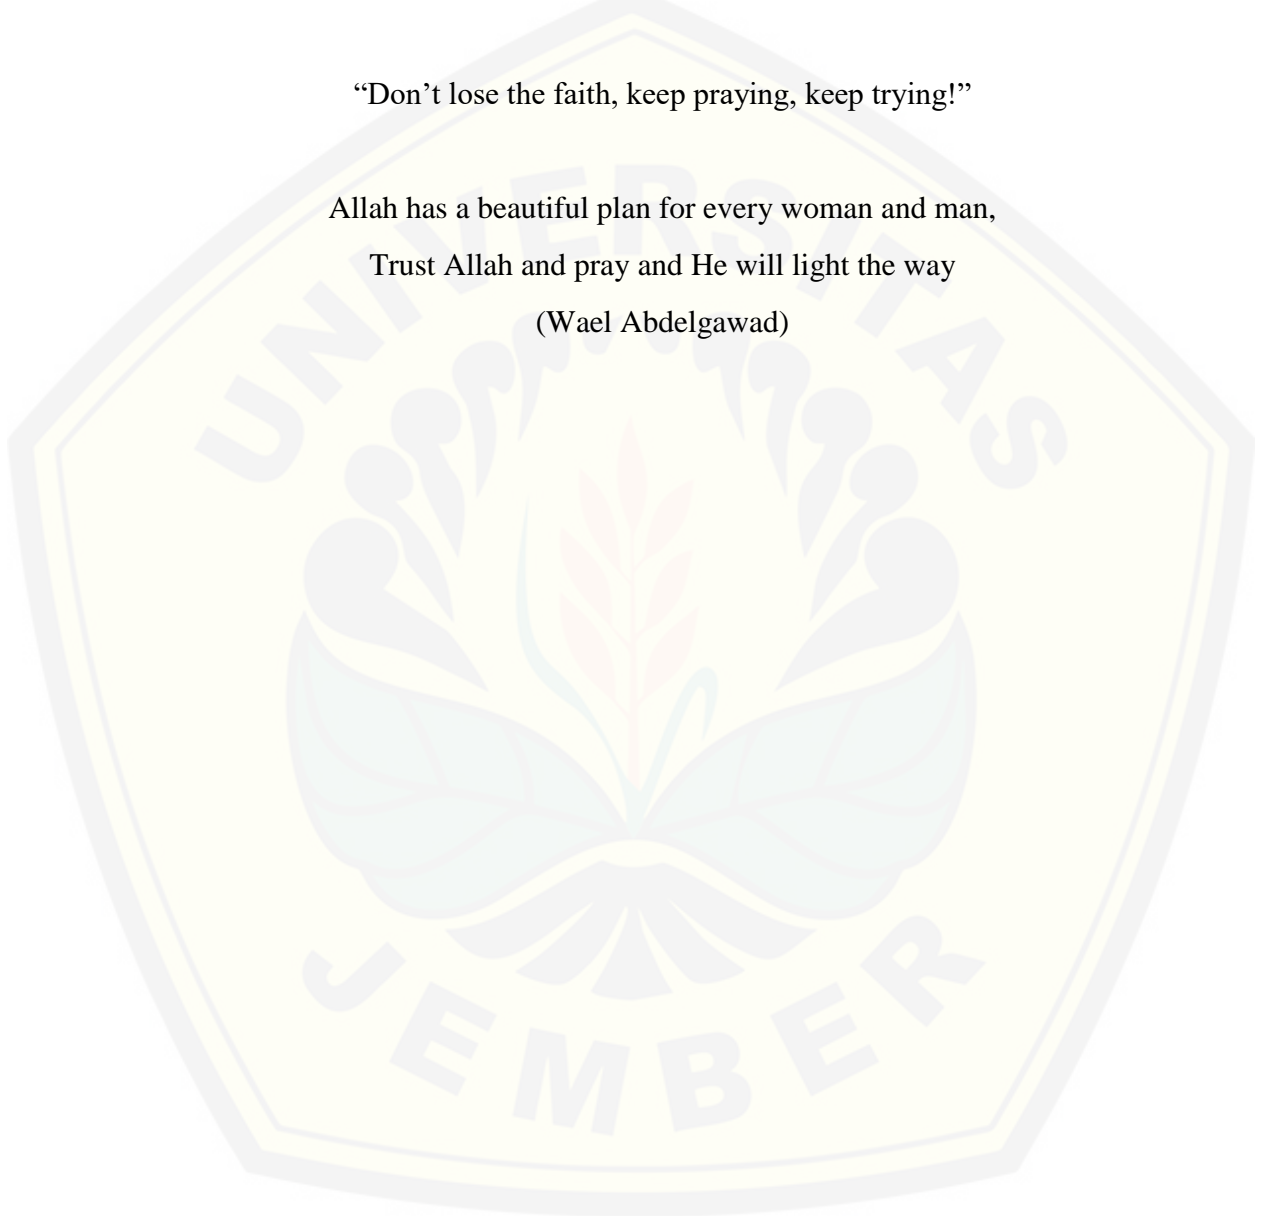 “Don’t lose the faith, keep praying, keep trying!”
Allah has a beautiful plan for every woman and man,
Trust Allah and pray and He will light the way
(Wael Abdelgawad)
UNIVERSITAS
JEMBER